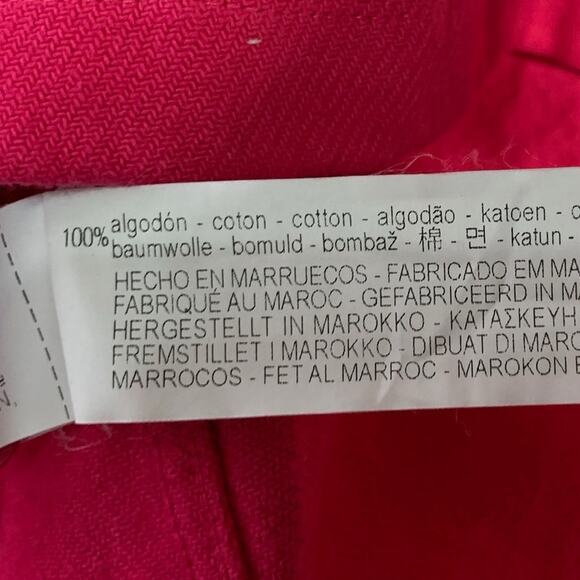 100% algodón - coton - cotton - algodão - katoen -
baumwolle - bomuld - bombaž - 棉 - 면 - katun -
HECHO EN MARRUECOS - FABRICADO EM
FABRIQUÉ AU MAROC - GEFABRICEERD IN
HERGESTELLT IN MAROKKO - ΚΑΤΑΣΚΕΥΗ
FREMSTILLET I MAROKKO - DIBUAT DI
MARROCOS - FET AL MARROC - MAROKON